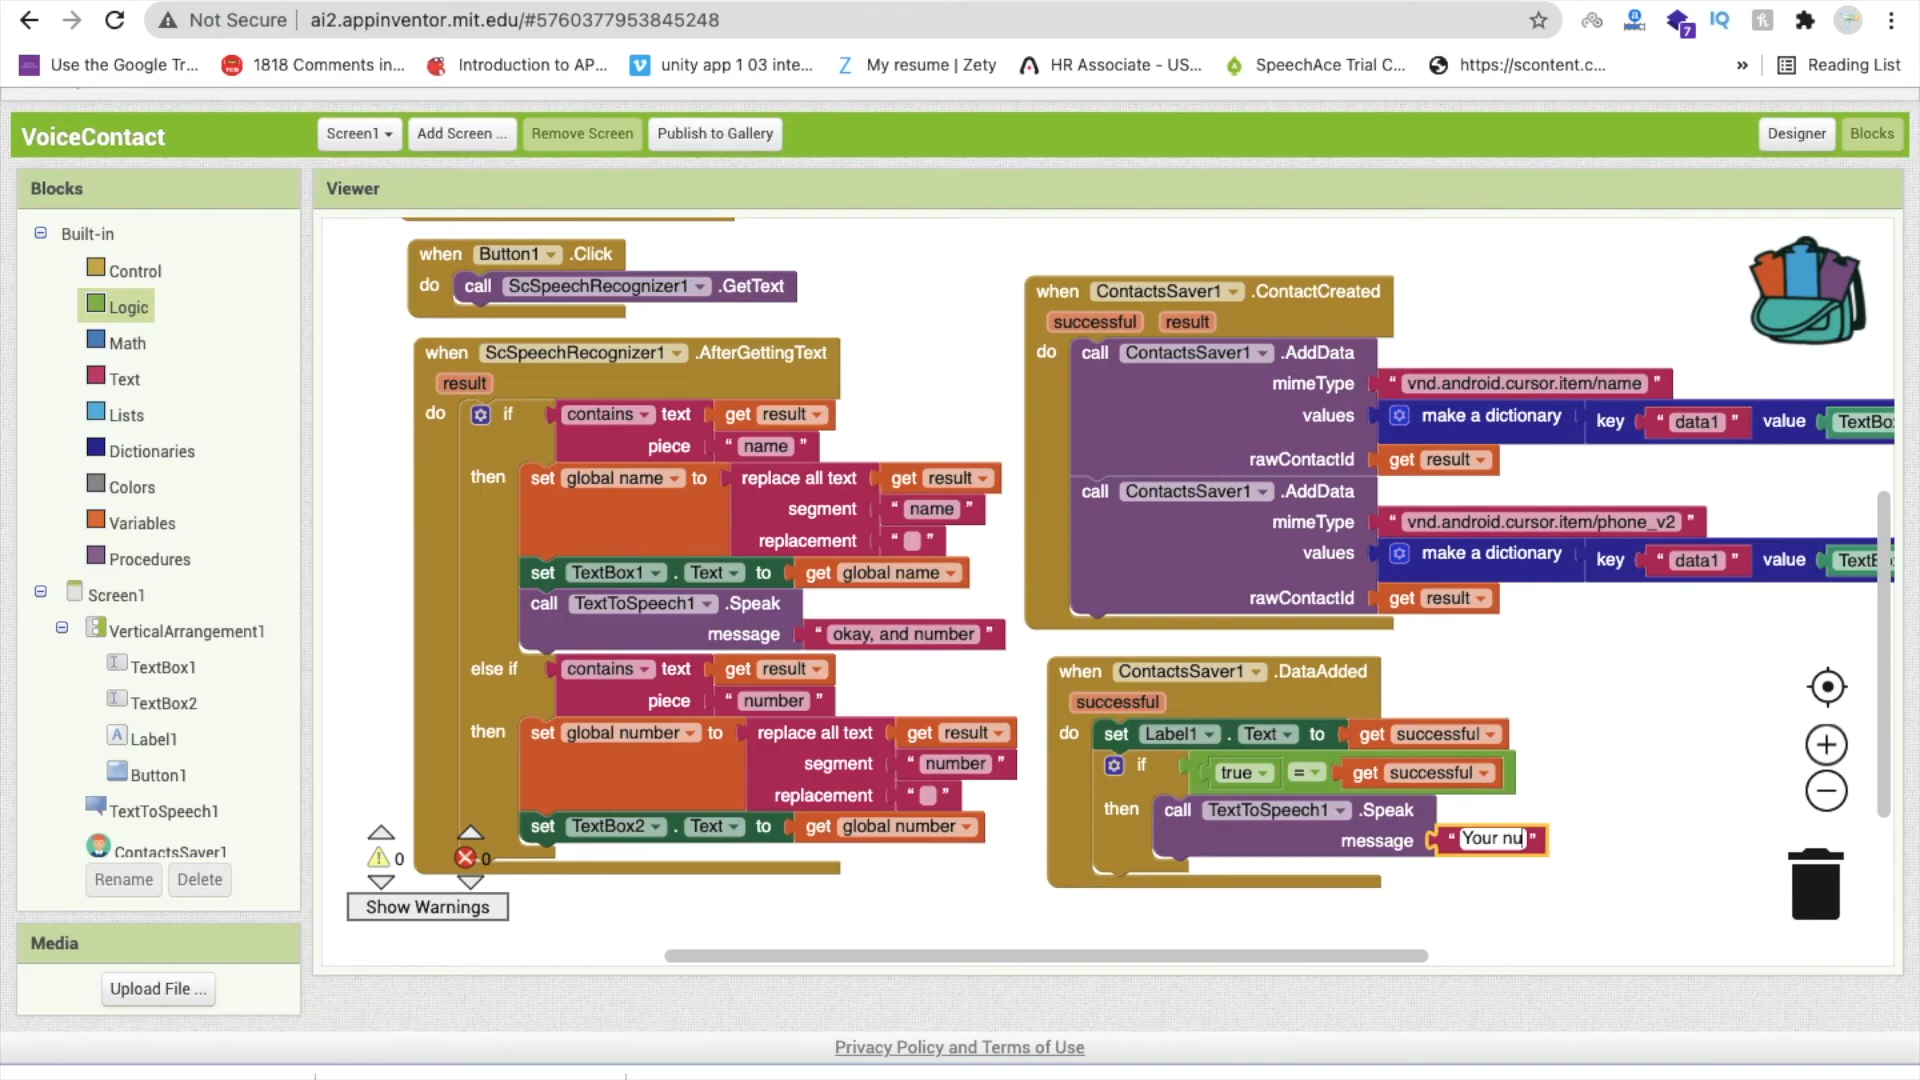 Not Secure | ai2.appinventor.mit.edu/#5760377953845248
IQ
7
Use the Google Tr...
1818 Comments in...
Introduction to AP...
unity app 1 03 inte...
My resume | Zety
HR Associate - US...
SpeechAce Trial C...
https://scontent.c...
»
Reading List
VoiceContact
Screen1
Add Screen ...
Remove Screen
Publish to Gallery
Designer
Blocks
Blocks
Built-in
Control
Logic
Math
Text
Lists
Dictionaries
Colors
Variables
Procedures
Screen1
VerticalArrangement1
TextBox1
TextBox2
Label1
Button1
TextToSpeech1
ContactsSaver1
Rename
Delete
Media
Upload File ...
Viewer
when Button1 .Click
do call ScSpeechRecognizer1 .GetText
when ScSpeechRecognizer1 .AfterGettingText
result
do if contains text get result
piece " name "
then set global name to replace all text get result
segment " name "
replacement " "
set TextBox1 . Text to get global name
call TextToSpeech1 .Speak
message " okay, and number "
else if contains text get result
piece " number "
then set global number to replace all text get result
segment " number "
replacement " "
set TextBox2 . Text to get global number
0
0
Show Warnings
when ContactsSaver1 .ContactCreated
successful result
do call ContactsSaver1 .AddData
mimeType " vnd.android.cursor.item/name "
values make a dictionary key " data1 " value TextBo
rawContactId get result
call ContactsSaver1 .AddData
mimeType " vnd.android.cursor.item/phone_v2 "
values make a dictionary key " data1 " value TextB
rawContactId get result
when ContactsSaver1 .DataAdded
successful
do set Label1 . Text to get successful
if true = get successful
then call TextToSpeech1 .Speak
message " Your nu "
Privacy Policy and Terms of Use